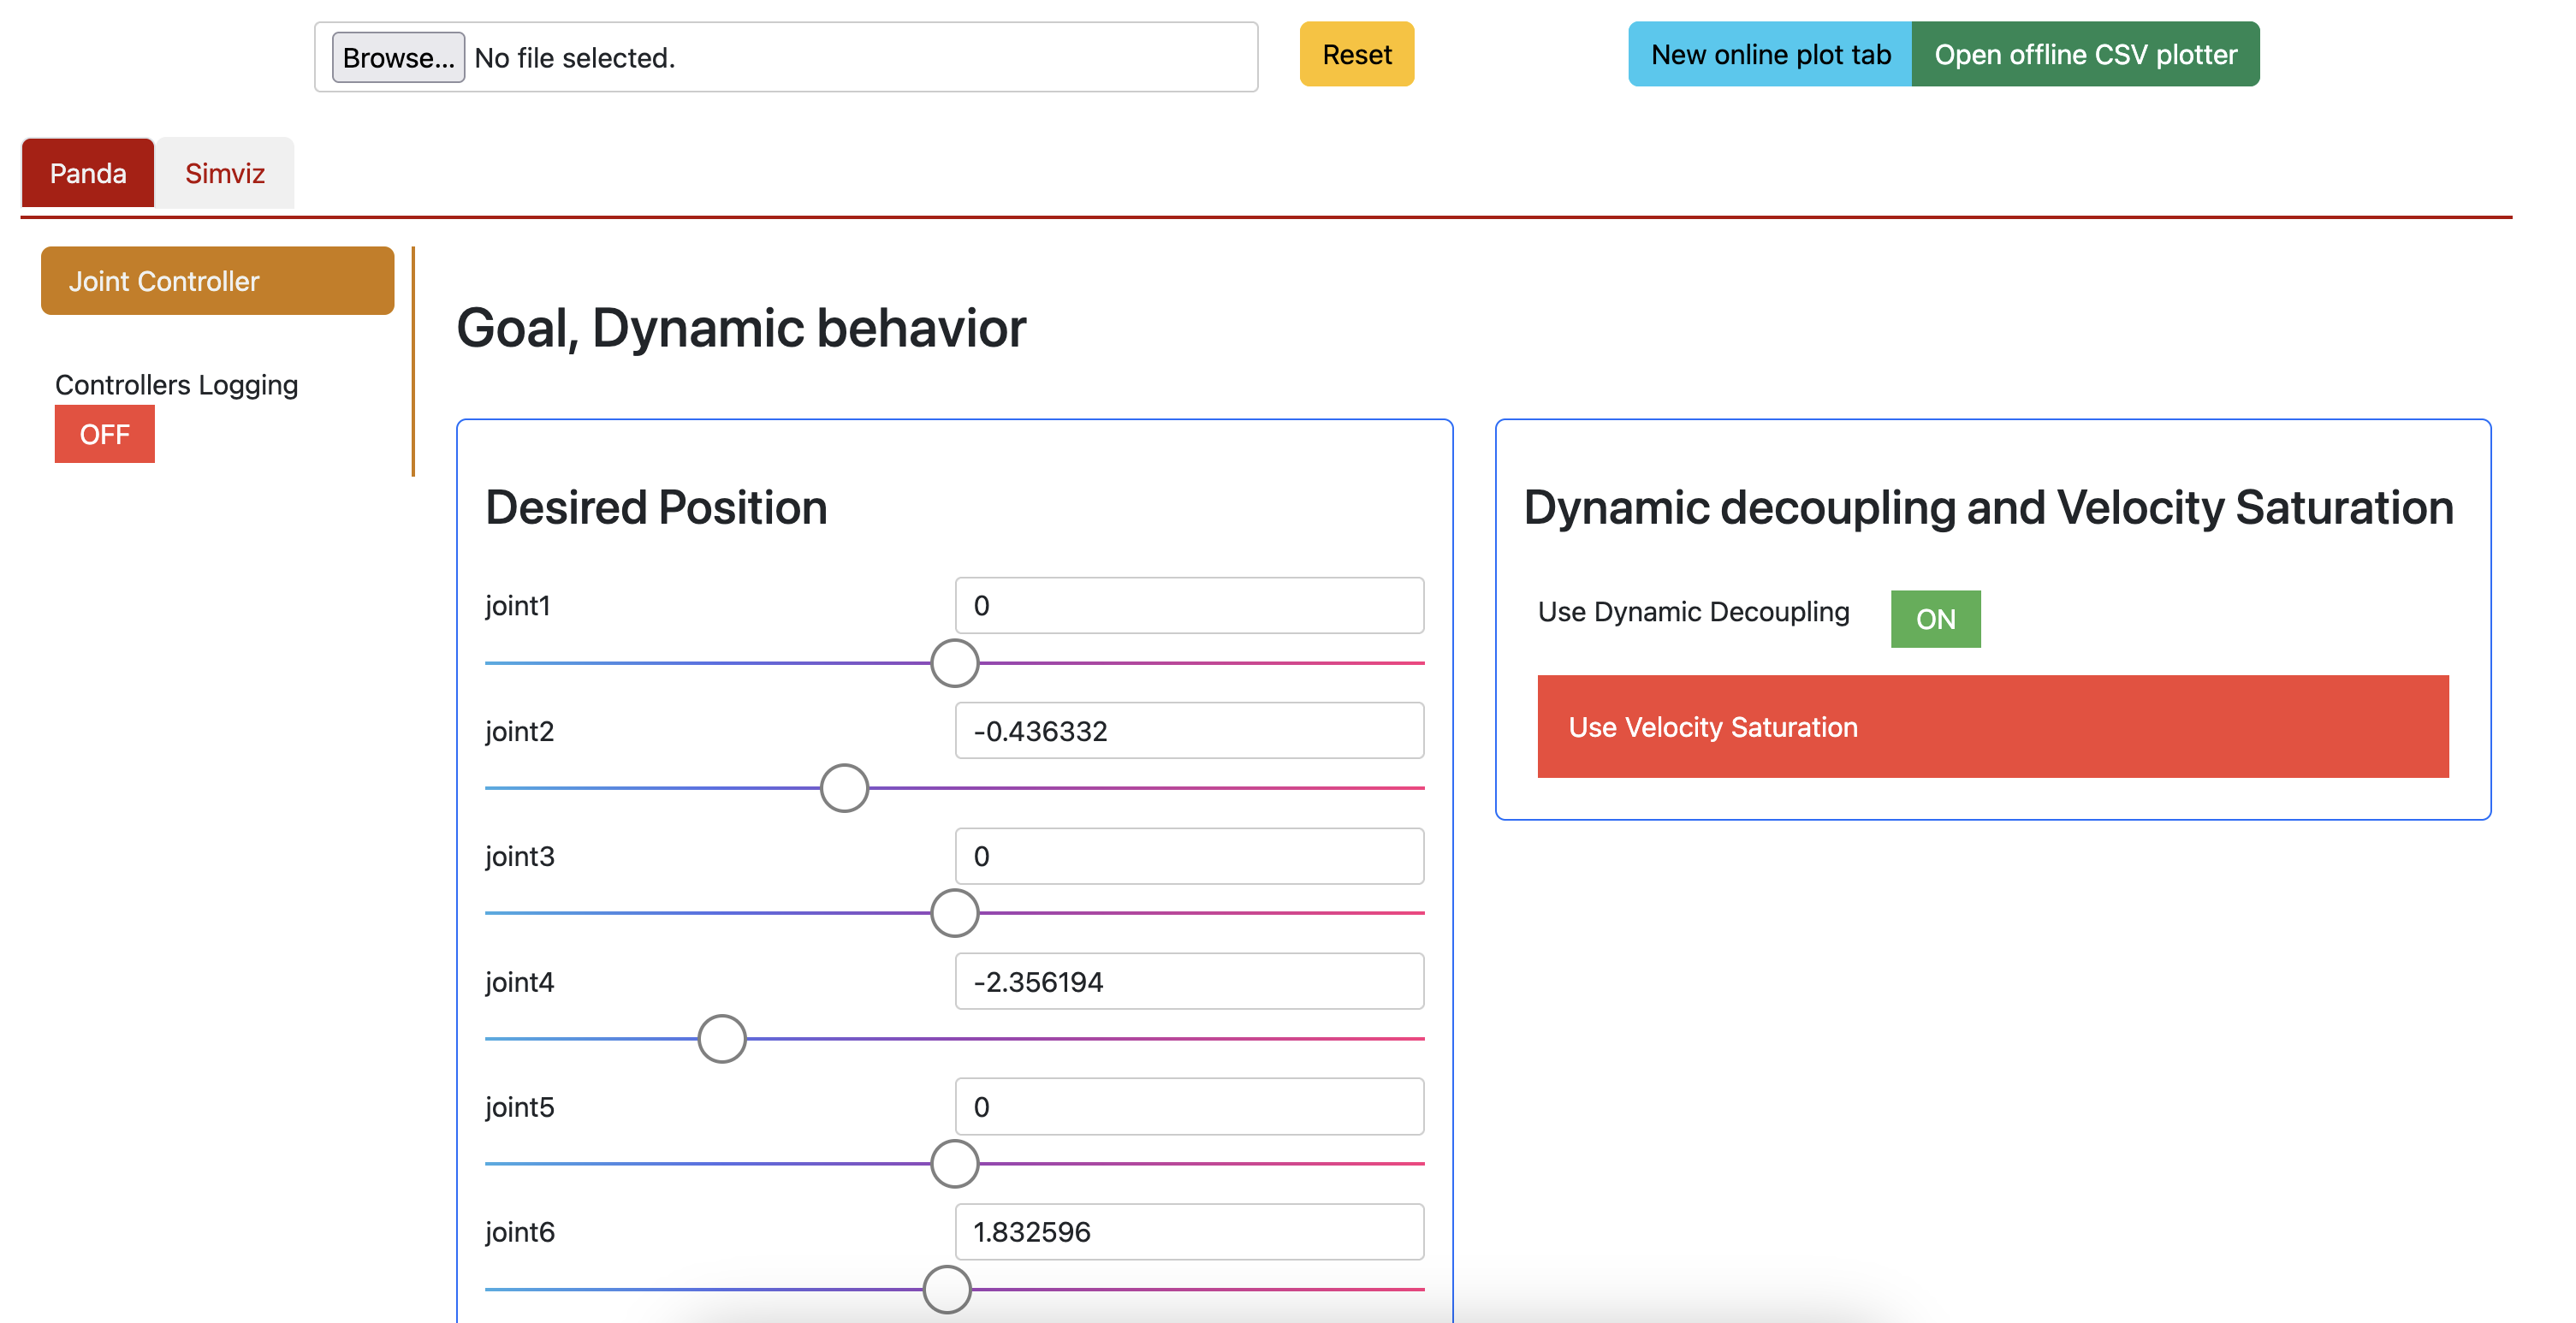 Browse... No file selected.
Reset
New online plot tab
Open offline CSV plotter
Panda
Simviz
Joint Controller
Controllers Logging
OFF
Goal, Dynamic behavior
Desired Position
joint1
0
joint2
-0.436332
joint3
0
joint4
-2.356194
joint5
0
joint6
1.832596
Dynamic decoupling and Velocity Saturation
Use Dynamic Decoupling
ON
Use Velocity Saturation